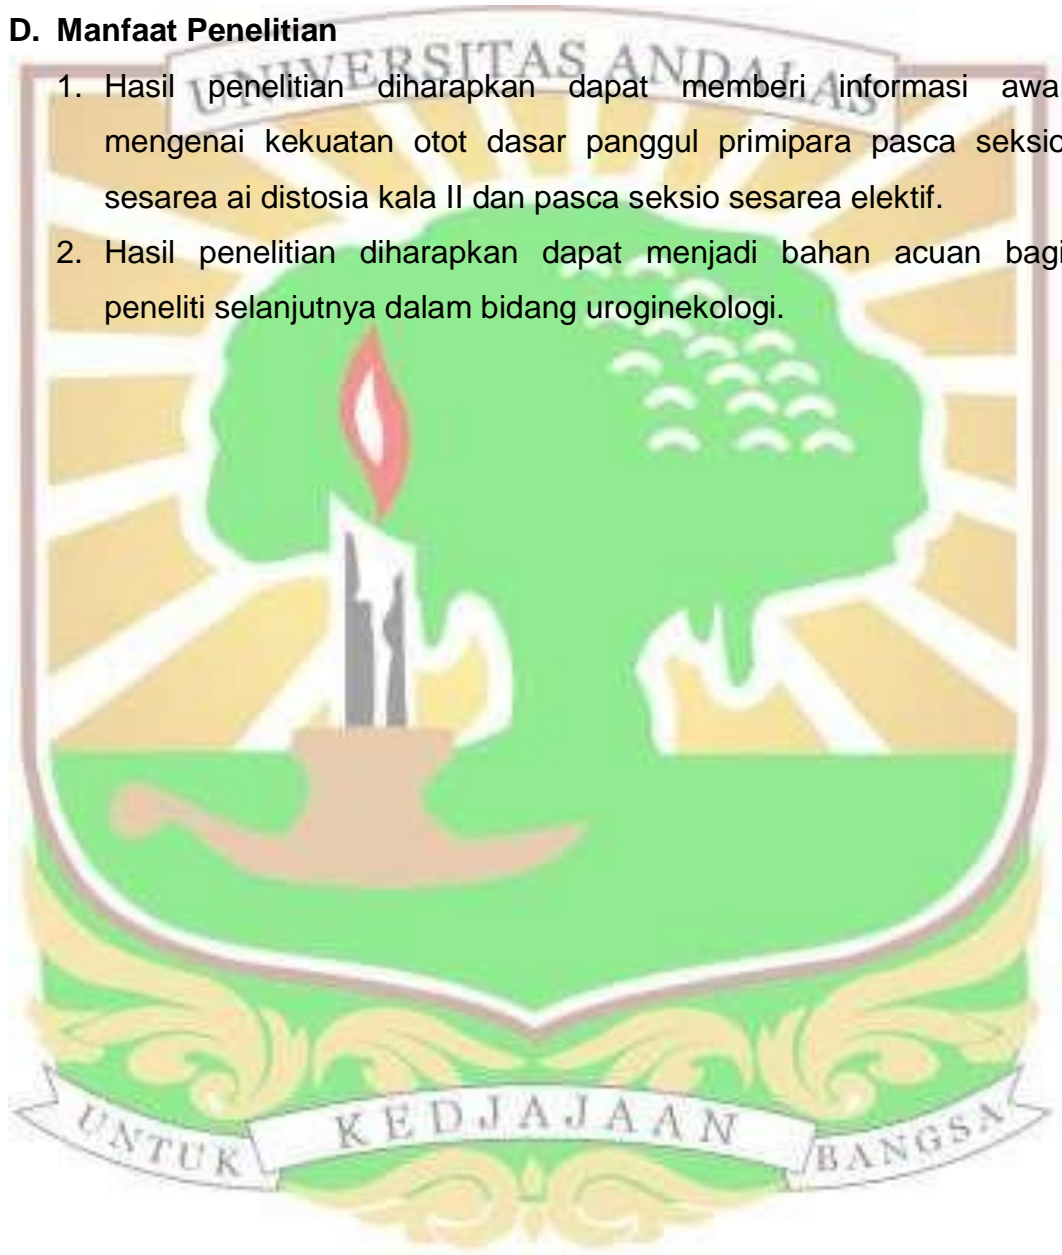 D. Manfaat Penelitian
UNIVERSITAS ANDALAS
1. Hasil penelitian diharapkan dapat memberi informasi awal
mengenai kekuatan otot dasar panggul primipara pasca seksio
sesarea ai distosia kala II dan pasca seksio sesarea elektif.
2. Hasil penelitian diharapkan dapat menjadi bahan acuan bagi
peneliti selanjutnya dalam bidang uroginekologi.
UNTUK KEDJAJAAN BANGSA